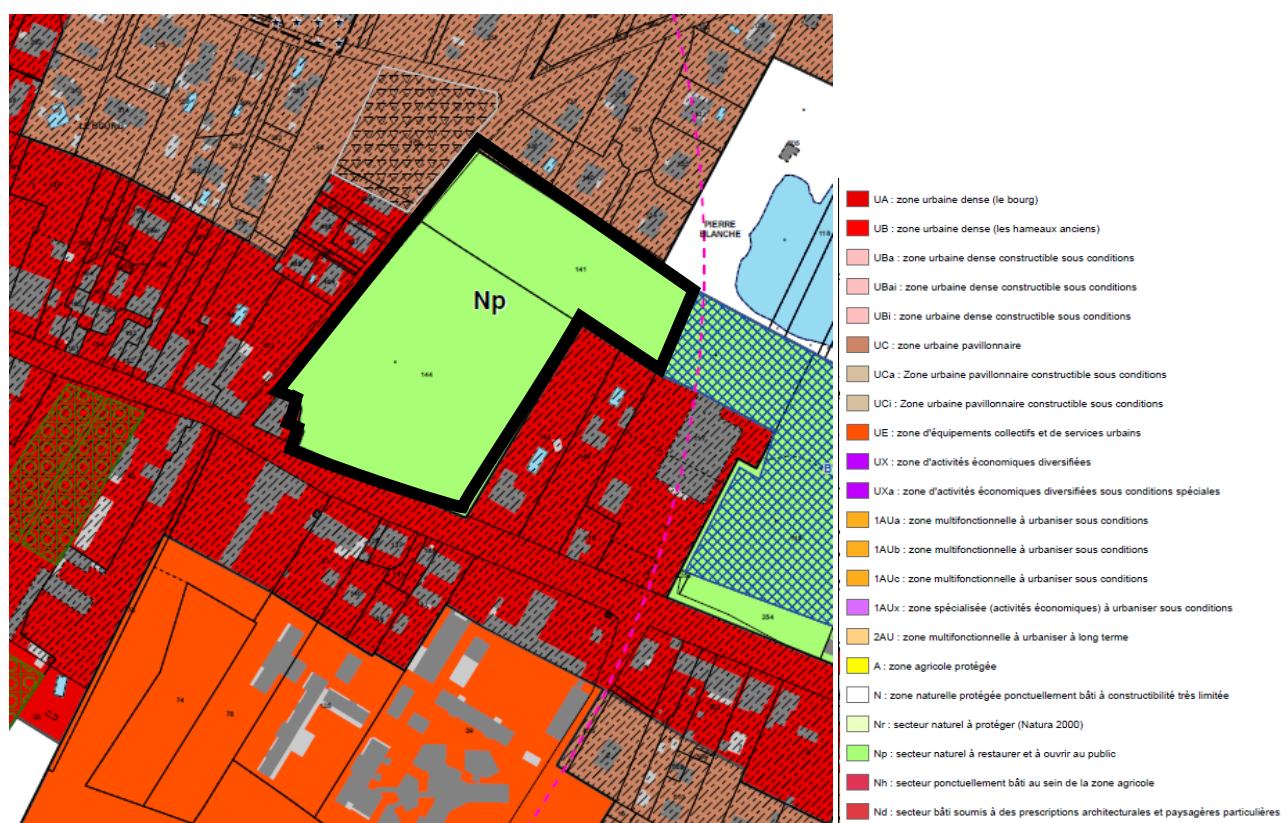 LE BOURG
PIERRE
BLANCHE
118
141
Np
144
254
74
78
39
UA : zone urbaine dense (le bourg)
UB : zone urbaine dense (les hameaux anciens)
UBa : zone urbaine dense constructible sous conditions
UBai : zone urbaine dense constructible sous conditions
UBi : zone urbaine dense constructible sous conditions
UC : zone urbaine pavillonnaire
UCa : Zone urbaine pavillonnaire constructible sous conditions
UCi : Zone urbaine pavillonnaire constructible sous conditions
UE : zone d'équipements collectifs et de services urbains
UX : zone d'activités économiques diversifiées
UXa : zone d'activités économiques diversifiées sous conditions spéciales
1AUa : zone multifonctionnelle à urbaniser sous conditions
1AUb : zone multifonctionnelle à urbaniser sous conditions
1AUc : zone multifonctionnelle à urbaniser sous conditions
1AUx : zone spécialisée (activités économiques) à urbaniser sous conditions
2AU : zone multifonctionnelle à urbaniser à long terme
A : zone agricole protégée
N : zone naturelle protégée ponctuellement bâti à constructibilité très limitée
Nr : secteur naturel à protéger (Natura 2000)
Np : secteur naturel à restaurer et à ouvrir au public
Nh : secteur ponctuellement bâti au sein de la zone agricole
Nd : secteur bâti soumis à des prescriptions architecturales et paysagères particulières